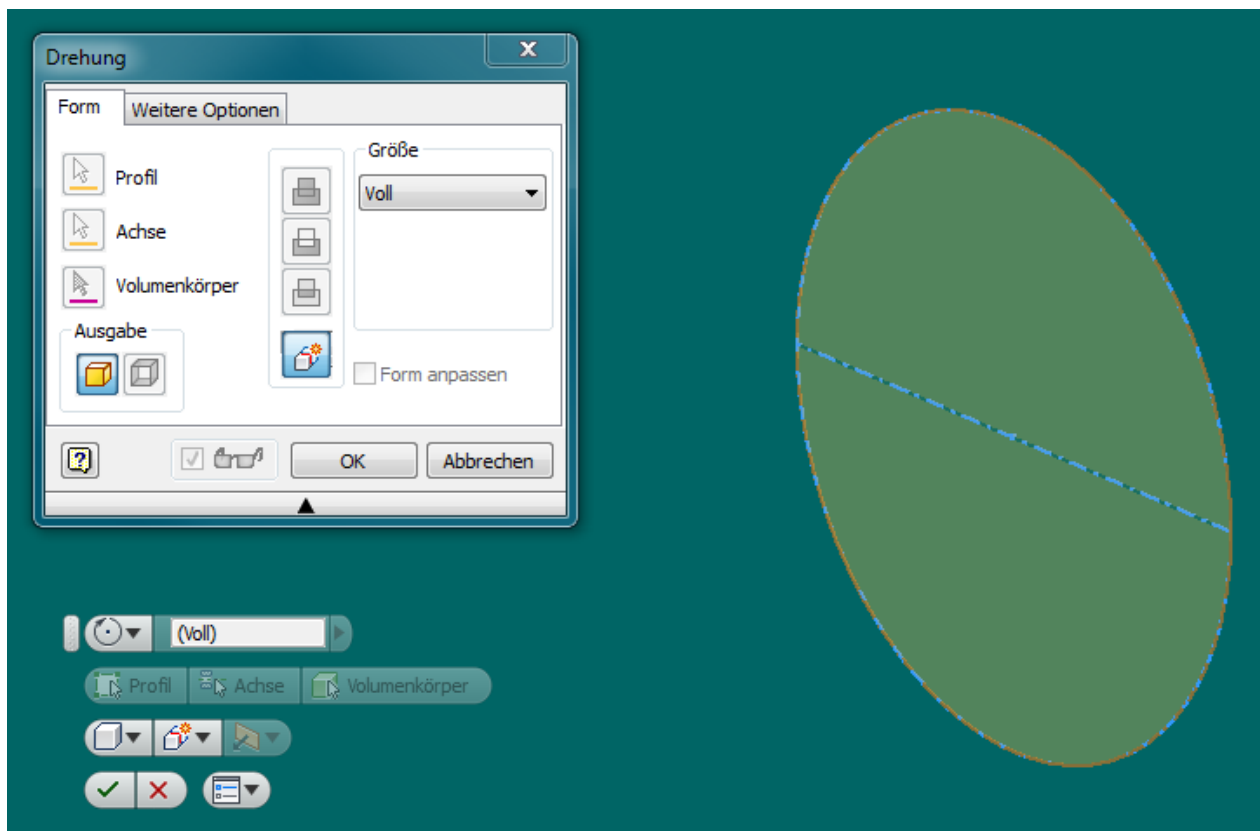 Drehung
Form
Weitere Optionen
Profil
Achse
Volumenkörper
Ausgabe
Größe
Voll
Form anpassen
OK
Abbrechen
(Voll)
Profil
Achse
Volumenkörper